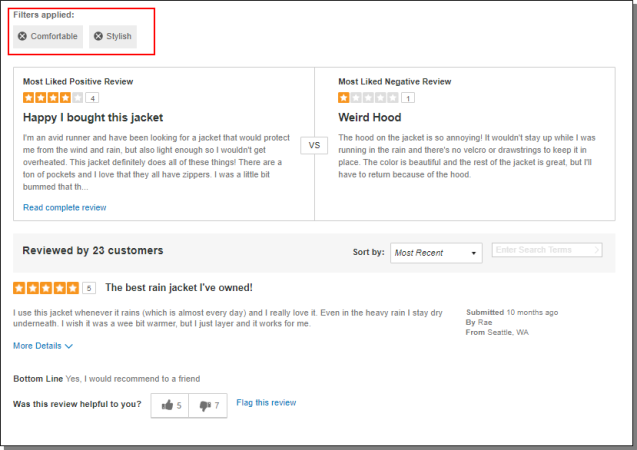 Filters applied:
Comfortable
Stylish
Most Liked Positive Review
4
Happy I bought this jacket
I'm an avid runner and have been looking for a jacket that would protect
me from the wind and rain, but also light enough so I wouldn't get
overheated. This jacket definitely does all of these things! There are a
ton of pockets and I love that they all have zippers. I was a little bit
bummed that th...
Read complete review
VS
Most Liked Negative Review
1
Weird Hood
The hood on the jacket is so annoying! It wouldn't stay up while I was
running in the rain and there's no velcro or drawstrings to keep it in
place. The color is beautiful and the rest of the jacket is great, but I'll
have to return because of the hood.
Reviewed by 23 customers
Sort by:
Most Recent
Enter Search Terms
5
The best rain jacket I've owned!
I use this jacket whenever it rains (which is almost every day) and I really love it. Even in the heavy rain I stay dry
underneath. I wish it was a wee bit warmer, but I just layer and it works for me.
Submitted 10 months ago
By Rae
From Seattle, WA
More Details
Bottom Line Yes, I would recommend to a friend
Was this review helpful to you?
5
7
Flag this review